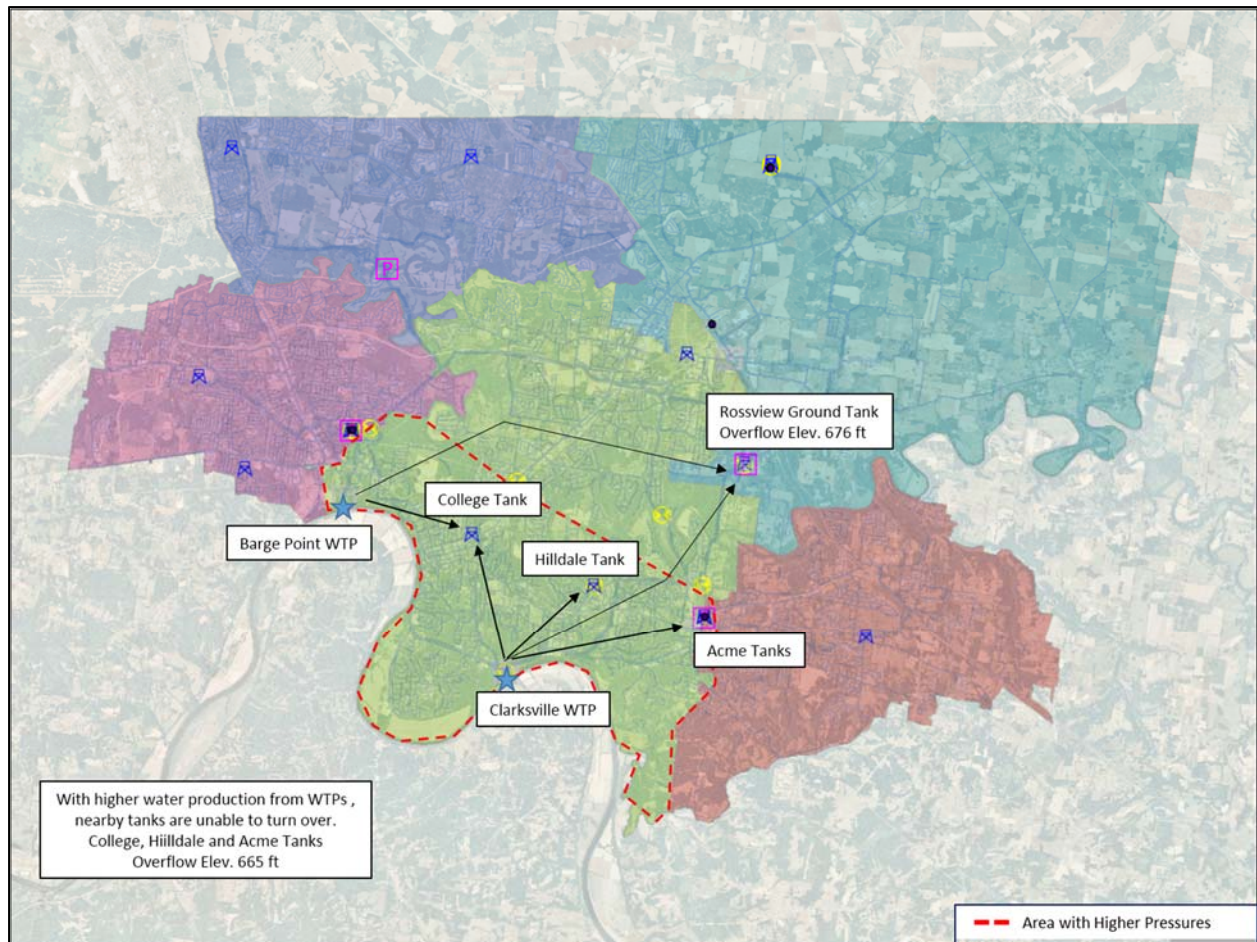 P
Rossview Ground Tank
Overflow Elev. 676 ft
College Tank
Barge Point WTP
Hilldale Tank
Acme Tanks
Clarksville WTP
With higher water production from WTPs ,
nearby tanks are unable to turn over.
College, Hiilldale and Acme Tanks
Overflow Elev. 665 ft
Area with Higher Pressures